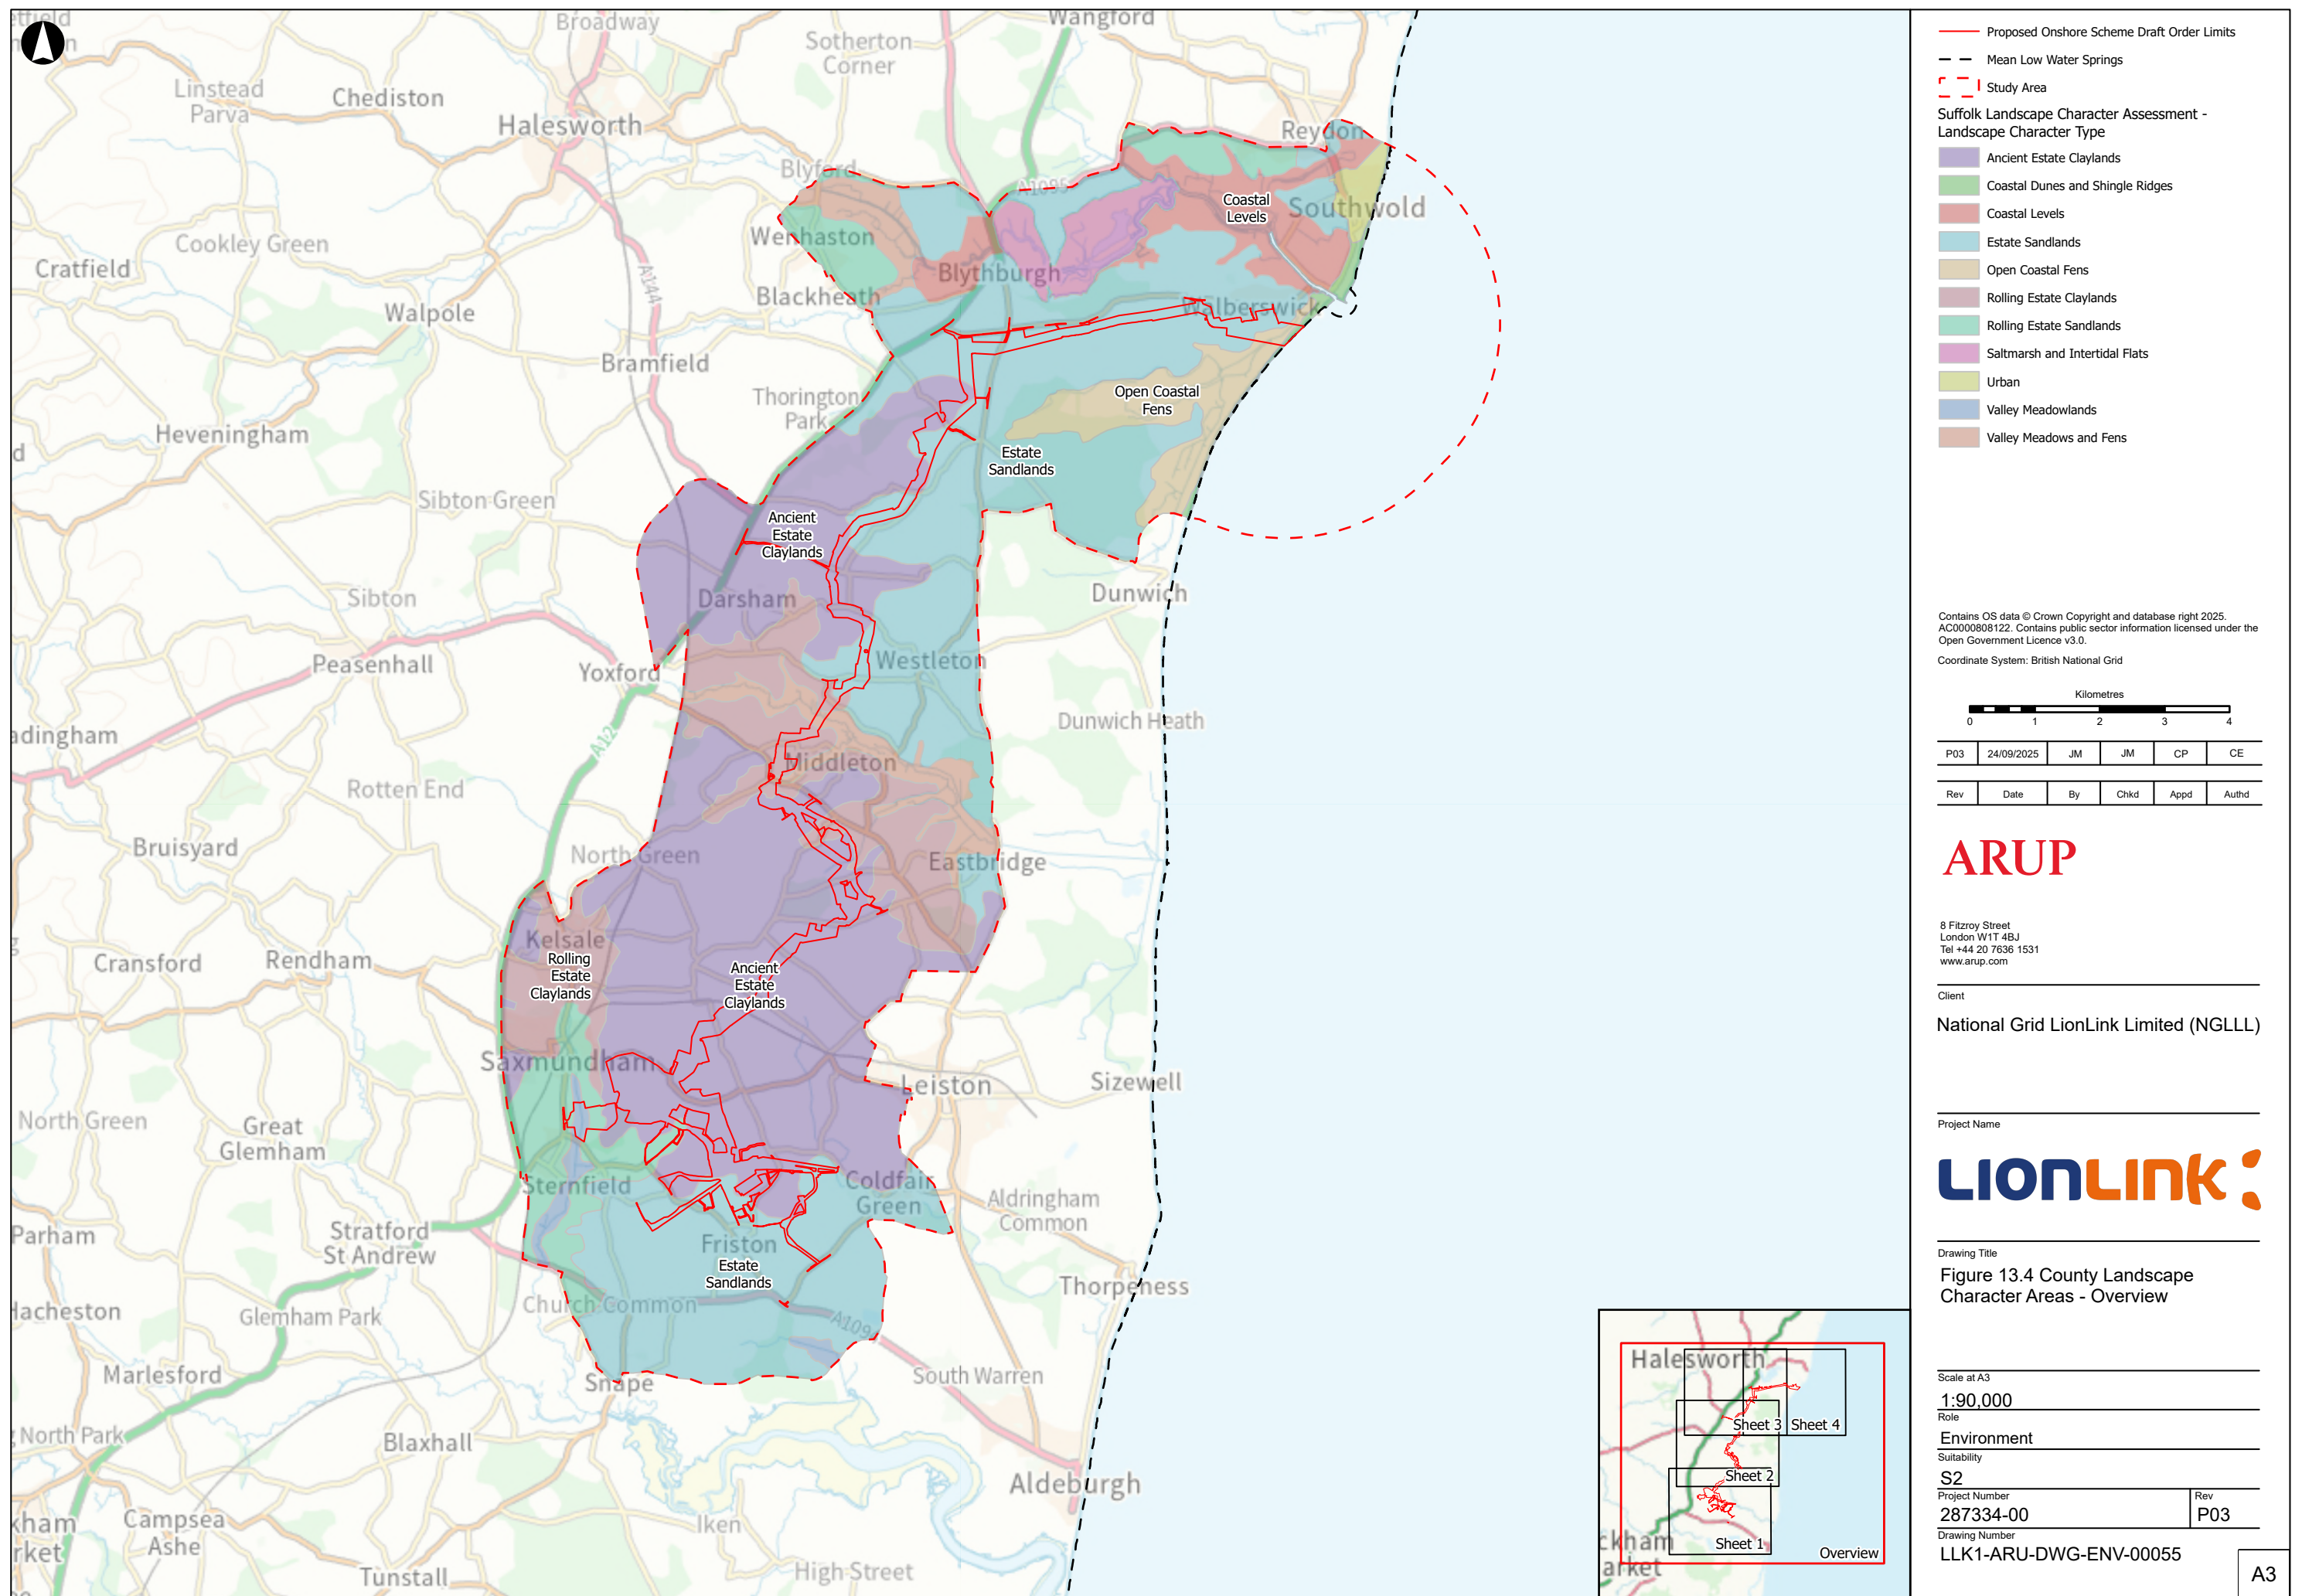 Broadway
Wangford
Sotherton
Corner
Linstead
Parva
Chediston
Halesworth
Reydon
Blyford
A1095
Coastal
Levels
Southwold
Wenhaston
Cookley Green
Cratfield
A144
Blythburgh
Blackheath
Walberswick
Walpole
Bramfield
Thorington
Park
Open Coastal
Fens
Heveningham
Estate
Sandlands
Sibton Green
Ancient
Estate
Claylands
Darsham
Dunwich
Sibton
Peasenhall
Yoxford
Westleton
Dunwich Heath
adingham
A12
Middleton
Rotten End
Bruisyard
North Green
Eastbridge
Kelsale
Rolling
Estate
Claylands
Cransford
Rendham
Ancient
Estate
Claylands
Saxmundham
Leiston
Sizewell
North Green
Great
Glemham
Sternfield
Coldfair
Green
Aldringham
Common
Parham
Stratford
St Andrew
Friston
Estate
Sandlands
Thorpeness
Hacheston
Glemham Park
Church Common
A109
Marlesford
Snape
South Warren
North Park
Blaxhall
Aldeburgh
kham
rket
Campsea
Ashe
Iken
Tunstall
High Street
Halesworth
Sheet 3
Sheet 4
Sheet 2
Sheet 1
ckham
arket
Overview
Proposed Onshore Scheme Draft Order Limits
Mean Low Water Springs
Study Area
Suffolk Landscape Character Assessment -
Landscape Character Type
Ancient Estate Claylands
Coastal Dunes and Shingle Ridges
Coastal Levels
Estate Sandlands
Open Coastal Fens
Rolling Estate Claylands
Rolling Estate Sandlands
Saltmarsh and Intertidal Flats
Urban
Valley Meadowlands
Valley Meadows and Fens
Contains OS data © Crown Copyright and database right 2025.
AC0000808122. Contains public sector information licensed under the
Open Government Licence v3.0.
Coordinate System: British National Grid
Kilometres
0 1 2 3 4
P03 24/09/2025 JM JM CP CE
Rev Date By Chkd Appd Authd
ARUP
8 Fitzroy Street
London W1T 4BJ
Tel +44 20 7636 1531
www.arup.com
Client
National Grid LionLink Limited (NGLLL)
Project Name
LIONLINK
Drawing Title
Figure 13.4 County Landscape
Character Areas - Overview
Scale at A3
1:90,000
Role
Environment
Suitability
S2
Project Number
287334-00
Rev
P03
Drawing Number
LLK1-ARU-DWG-ENV-00055
A3